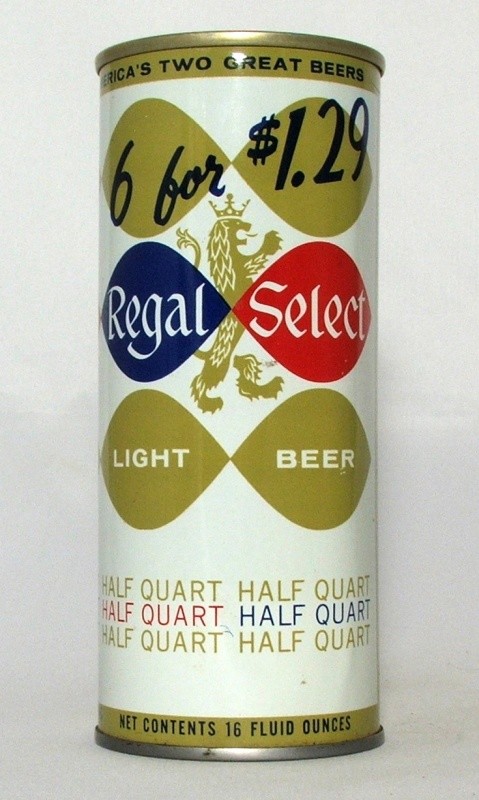 TWO GREAT BEERS
6 for $1.29
Regal Select
LIGHT BEER
HALF QUART HALF QUART
HALF QUART HALF QUART
HALF QUART HALF QUART
NET CONTENTS 16 FLUID OUNCES